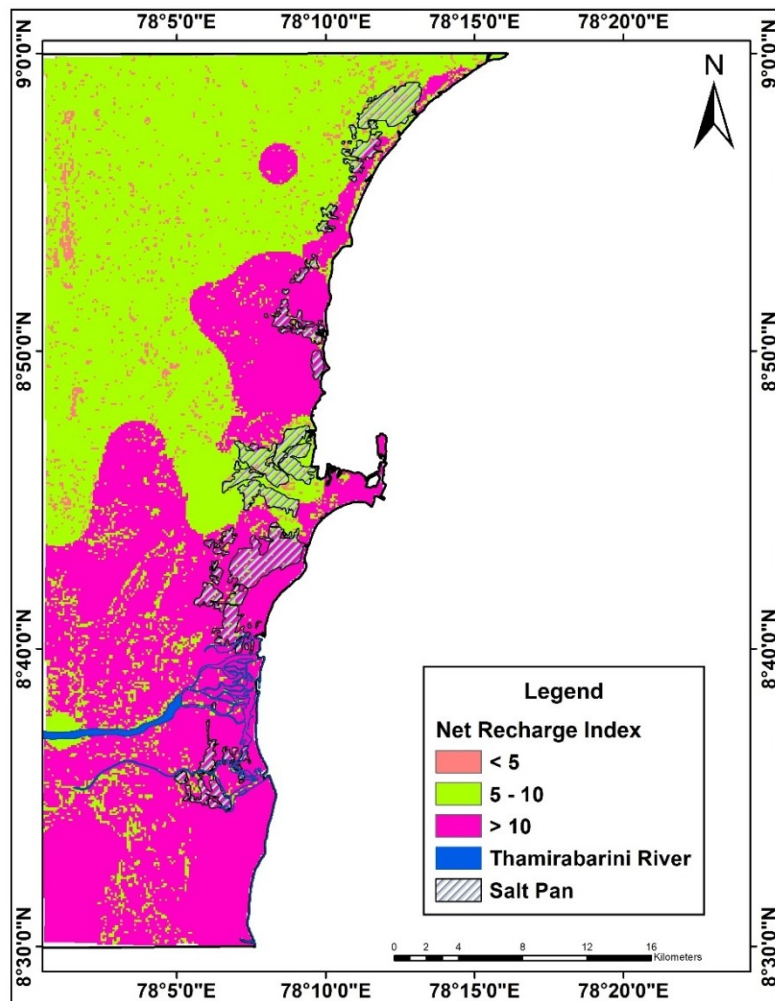 78°5'0"E 78°10'0"E 78°15'0"E 78°20'0"E
9°0'0"N 9°0'0"N
N
8°50'0"N 8°50'0"N
8°40'0"N 8°40'0"N
Legend
Net Recharge Index
< 5
5 - 10
> 10
Thamirabarini River
Salt Pan
0 2 4 8 12 16
Kilometers
8°30'0"N 8°30'0"N
78°5'0"E 78°10'0"E 78°15'0"E 78°20'0"E